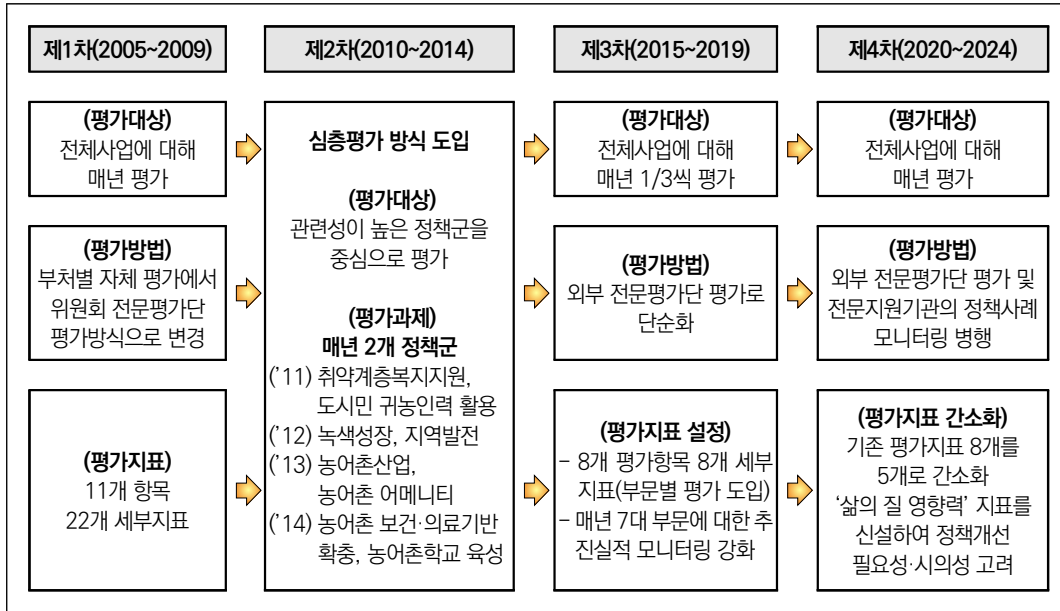 제1차(2005~2009)
제2차(2010~2014)
제3차(2015~2019)
제4차(2020~2024)
(평가대상)
전체사업에 대해
매년 평가
(평가방법)
부처별 자체 평가에서
위원회 전문평가단
평가방식으로 변경
(평가지표)
11개 항목
22개 세부지표
심층평가 방식 도입
(평가대상)
관련성이 높은 정책군을
중심으로 평가
(평가과제)
매년 2개 정책군
(’11) 취약계층복지지원,
도시민 귀농인력 활용
(’12) 녹색성장, 지역발전
(’13) 농어촌산업,
농어촌 어메니티
(’14) 농어촌 보건·의료기반
확충, 농어촌학교 육성
(평가대상)
전체사업에 대해
매년 1/3씩 평가
(평가방법)
외부 전문평가단 평가로
단순화
(평가지표 설정)
- 8개 평가항목 8개 세부
지표(부문별 평가 도입)
- 매년 7대 부문에 대한 추
진실적 모니터링 강화
(평가대상)
전체사업에 대해
매년 평가
(평가방법)
외부 전문평가단 평가 및
전문지원기관의 정책사례
모니터링 병행
(평가지표 간소화)
기존 평가지표 8개를
5개로 간소화
‘삶의 질 영향력’ 지표를
신설하여 정책개선
필요성·시의성 고려